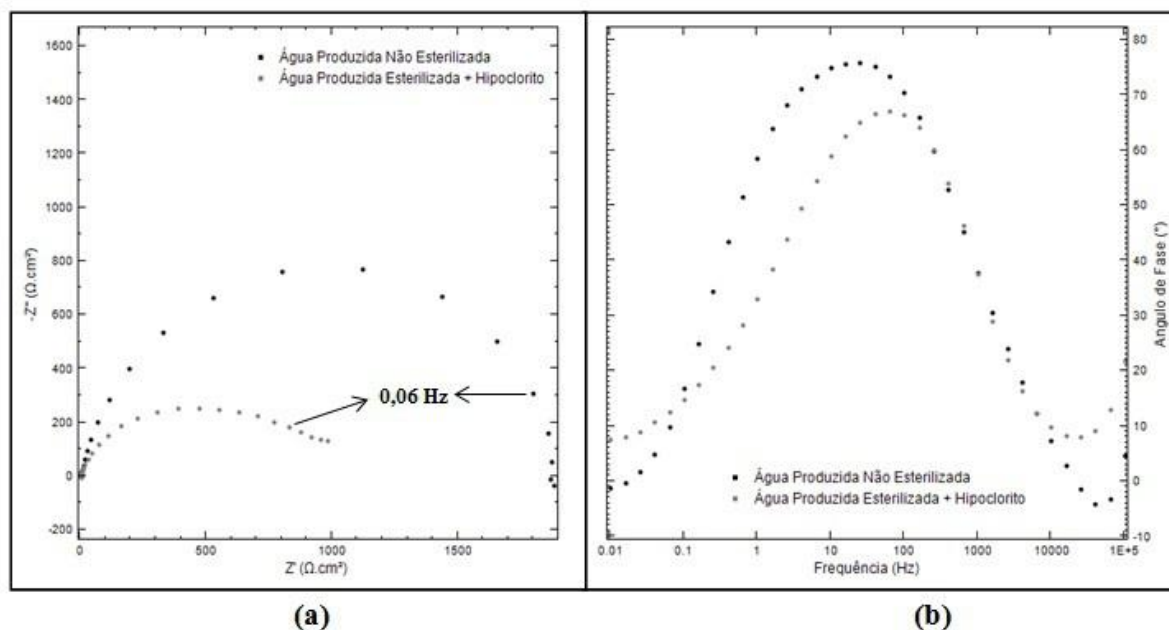 1600
1400
1200
1000
800
600
400
200
0
-200
-Z'' (Ω.cm²)
0
500
1000
1500
Z' (Ω.cm²)
Água Produzida Não Esterilizada
Água Produzida Esterilizada + Hipoclorito
0,06 Hz
(a)
80
70
60
50
40
30
20
10
0
-10
Angulo de Fase (°)
Água Produzida Não Esterilizada
Água Produzida Esterilizada + Hipoclorito
0.01
0.1
1
10
100
1000
10000
1E+5
Frequência (Hz)
(b)